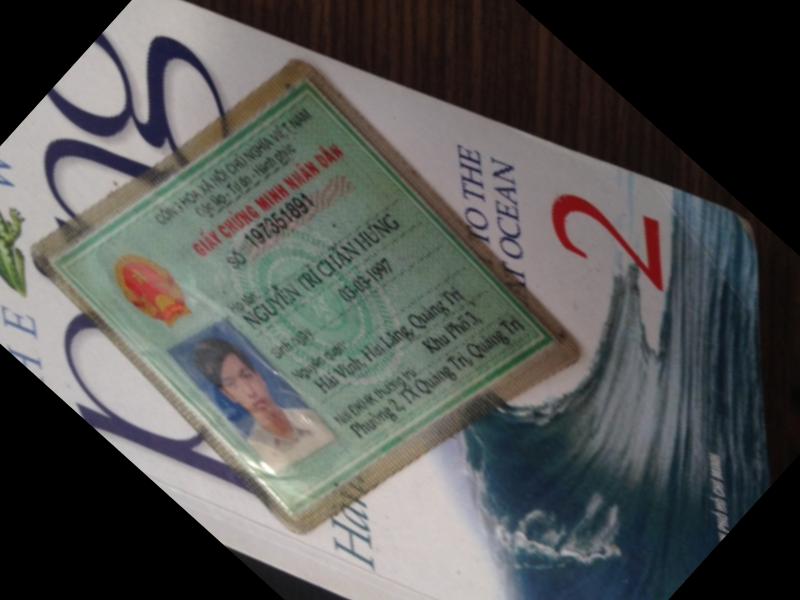 CỘNG HÒA XÃ HỘI CHỦ NGHĨA VIỆT NAM
Độc lập - Tự do - Hạnh phúc
GIẤY CHỨNG MINH NHÂN DÂN
SỐ 197351891
Họ tên
NGUYỄN TRÍ CHẤN HƯNG
Sinh ngày 03-03-1997
Nguyên quán
Hải Vĩnh, Hải Lăng, Quảng Trị
Nơi ĐKHK thường trú Khu Phố 3
Phường 2, TX Quảng Trị, Quảng Trị
TO THE
OCEAN
2